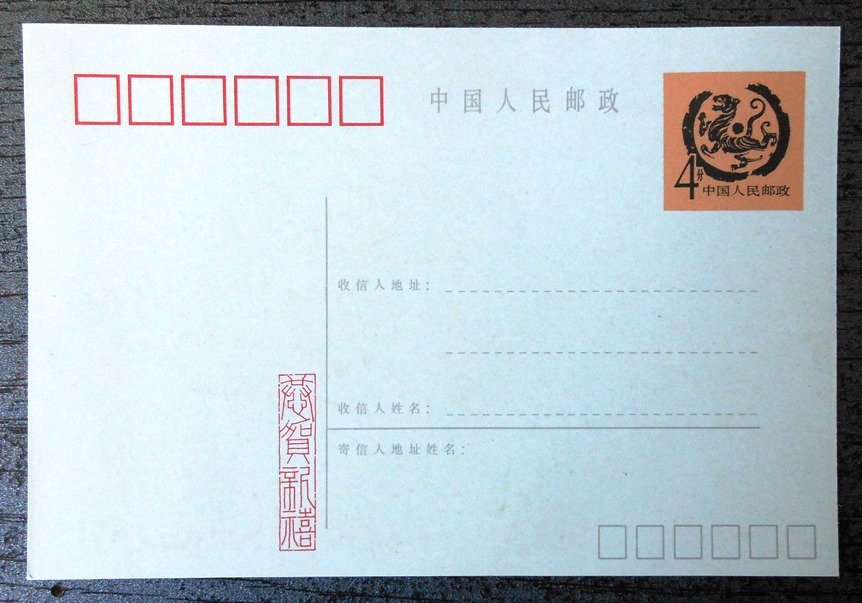 中国人民邮政
4分
中国人民邮政
收信人地址：
收信人姓名：
寄信人地址姓名：
恭贺新禧